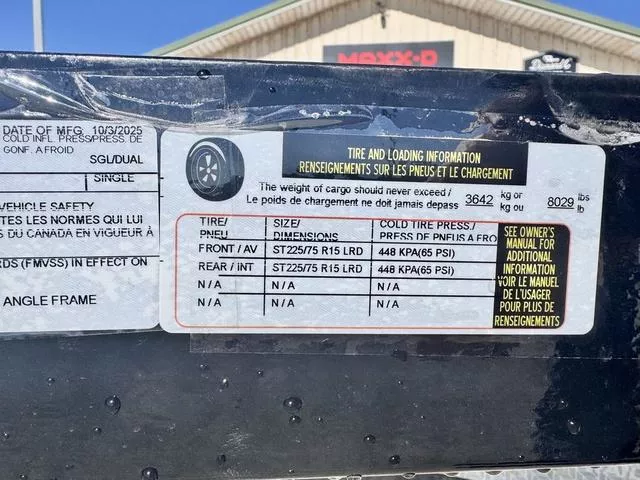 MAXX-D
DATE OF MFG 10/3/2025
COLD INFL. PRESS/PRESS. DE
GONF. A FROID
SGL/DUAL
SINGLE
VEHICLE SAFETY
TES LES NORMES QUI LUI
DU CANADA EN VIGUEUR À
RDS (FMVSS) IN EFFECT ON
ANGLE FRAME
TIRE AND LOADING INFORMATION
RENSEIGNEMENTS SUR LES PNEUS ET LE CHARGEMENT
The weight of cargo should never exceed / kg or lbs
Le poids de chargement ne doit jamais depass 3642 kg ou 8029 lb
TIRE/ SIZE/ COLD TIRE PRESS./
PNEU DIMENSIONS PRESS DE PNEUS A FRO
FRONT / AV ST225/75 R15 LRD 448 KPA(65 PSI)
REAR / INT ST225/75 R15 LRD 448 KPA(65 PSI)
N / A N / A N / A
N / A N / A N / A
SEE OWNER'S
MANUAL FOR
ADDITIONAL
INFORMATION
VOIR LE MANUEL
DE L'USAGER
POUR PLUS DE
RENSEIGNEMENTS